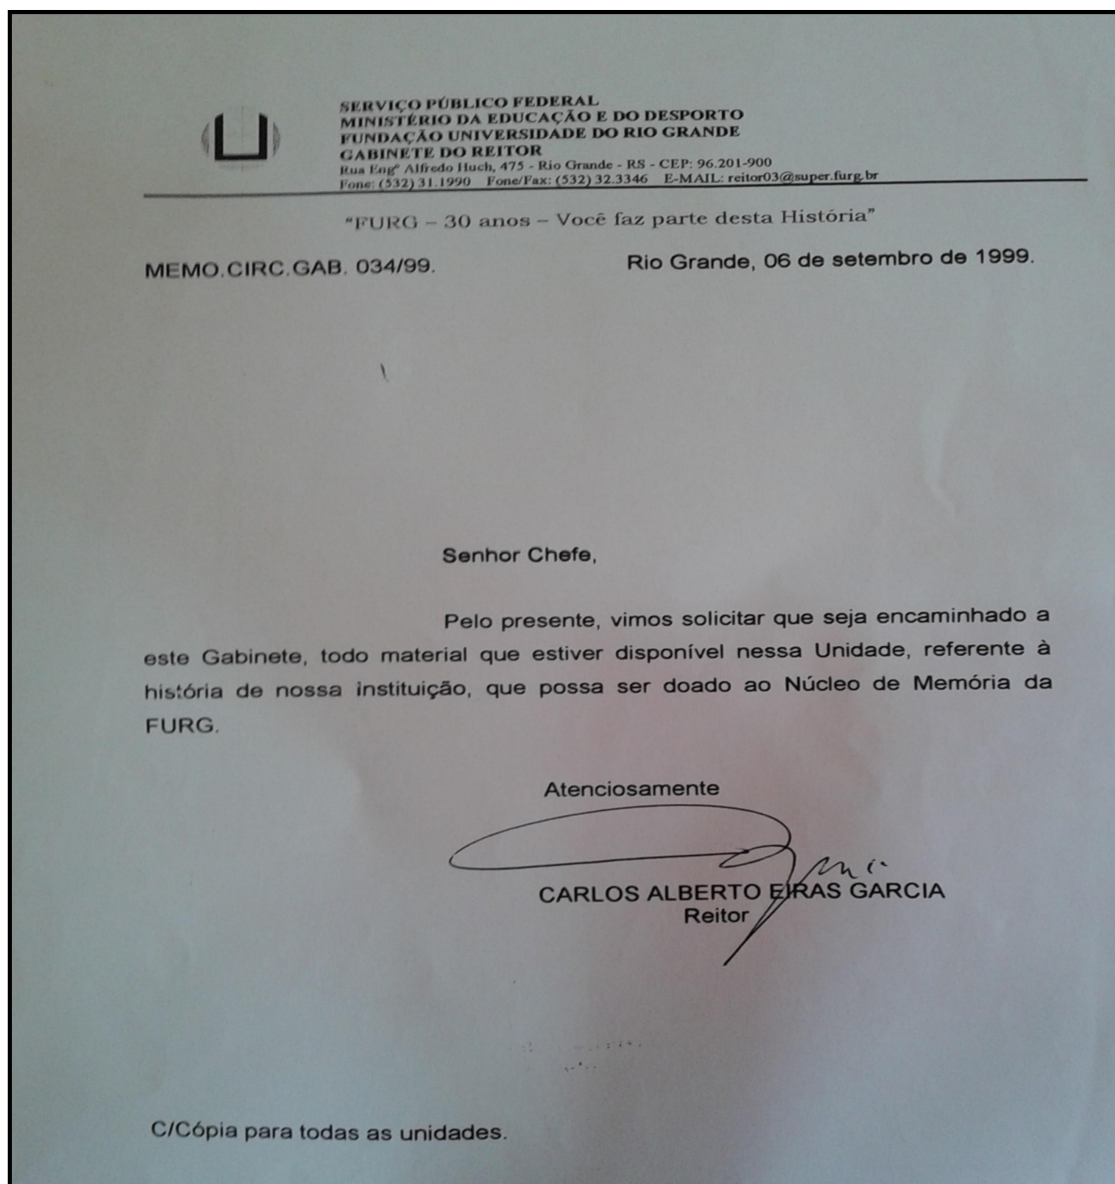 SERVIÇO PÚBLICO FEDERAL
MINISTÉRIO DA EDUCAÇÃO E DO DESPORTO
FUNDAÇÃO UNIVERSIDADE DO RIO GRANDE
GABINETE DO REITOR
Rua Engº Alfredo Huch, 475 - Rio Grande - RS - CEP: 96.201-900
Fone: (532) 31.1990 Fone/Fax: (532) 32.3346 E-MAIL: reitor03@super.furg.br
"FURG – 30 anos – Você faz parte desta História"
MEMO.CIRC.GAB. 034/99. Rio Grande, 06 de setembro de 1999.
Senhor Chefe,
Pelo presente, vimos solicitar que seja encaminhado a
este Gabinete, todo material que estiver disponível nessa Unidade, referente à
história de nossa instituição, que possa ser doado ao Núcleo de Memória da
FURG.
Atenciosamente
CARLOS ALBERTO EIRAS GARCIA
Reitor
C/Cópia para todas as unidades.